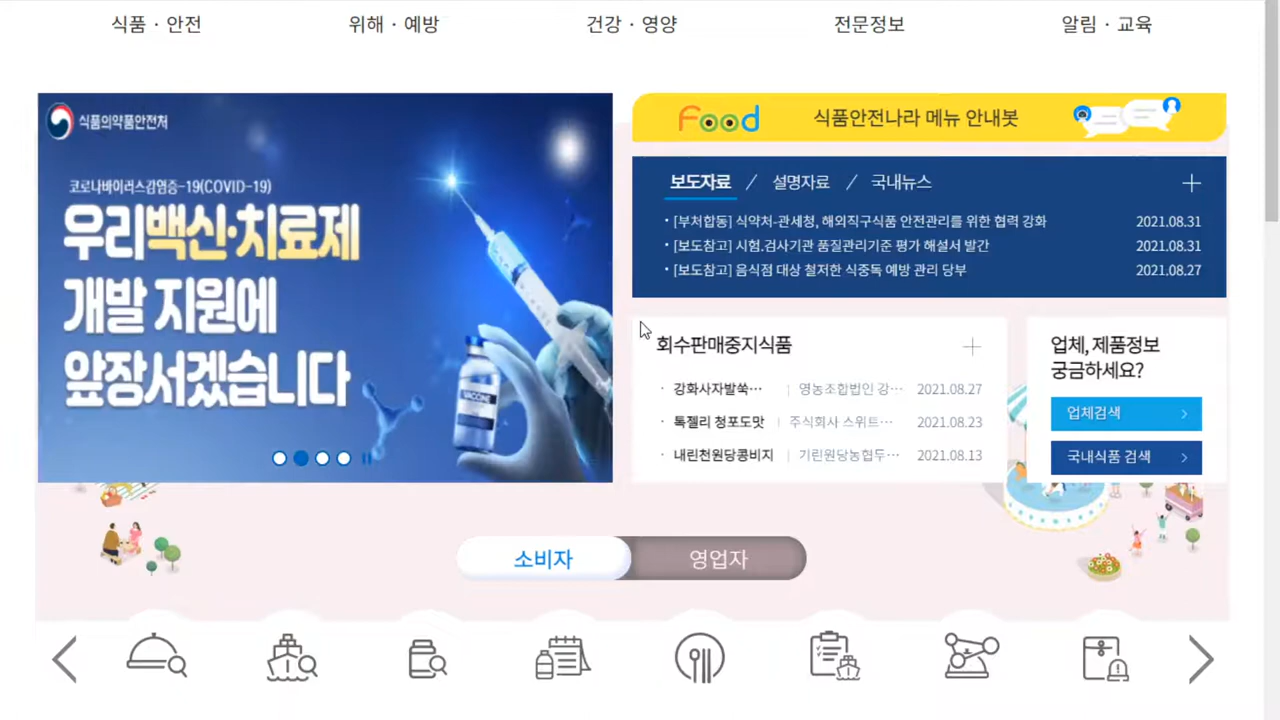 식품 · 안전
위해 · 예방
건강 · 영양
전문정보
알림 · 교육
식품의약품안전처
코로나바이러스감염증-19(COVID-19)
우리백신·치료제
개발 지원에
앞장서겠습니다
VACCINE
Food 식품안전나라 메뉴 안내봇
보도자료 / 설명자료 / 국내뉴스
· [부처합동] 식약처-관세청, 해외직구식품 안전관리를 위한 협력 강화 2021.08.31
· [보도참고] 시험.검사기관 품질관리기준 평가 해설서 발간 2021.08.31
· [보도참고] 음식점 대상 철저한 식중독 예방 관리 당부 2021.08.27
회수판매중지식품
· 강화사자발쑥··· | 영농조합법인 강··· 2021.08.27
· 톡젤리 청포도맛 | 주식회사 스위트··· 2021.08.23
· 내린천원당콩비지 | 기린원당농협두··· 2021.08.13
업체, 제품정보
궁금하세요?
업체검색
국내식품 검색
소비자
영업자